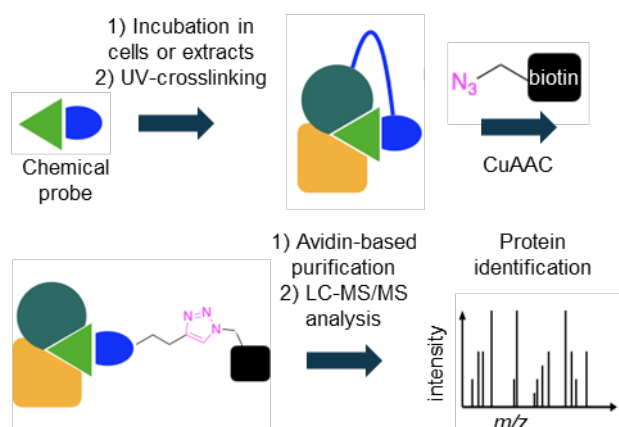 1) Incubation in
cells or extracts
2) UV-crosslinking
Chemical
probe
N₃
biotin
CuAAC
N
N
N
1) Avidin-based
purification
2) LC-MS/MS
analysis
Protein
identification
intensity
m/z